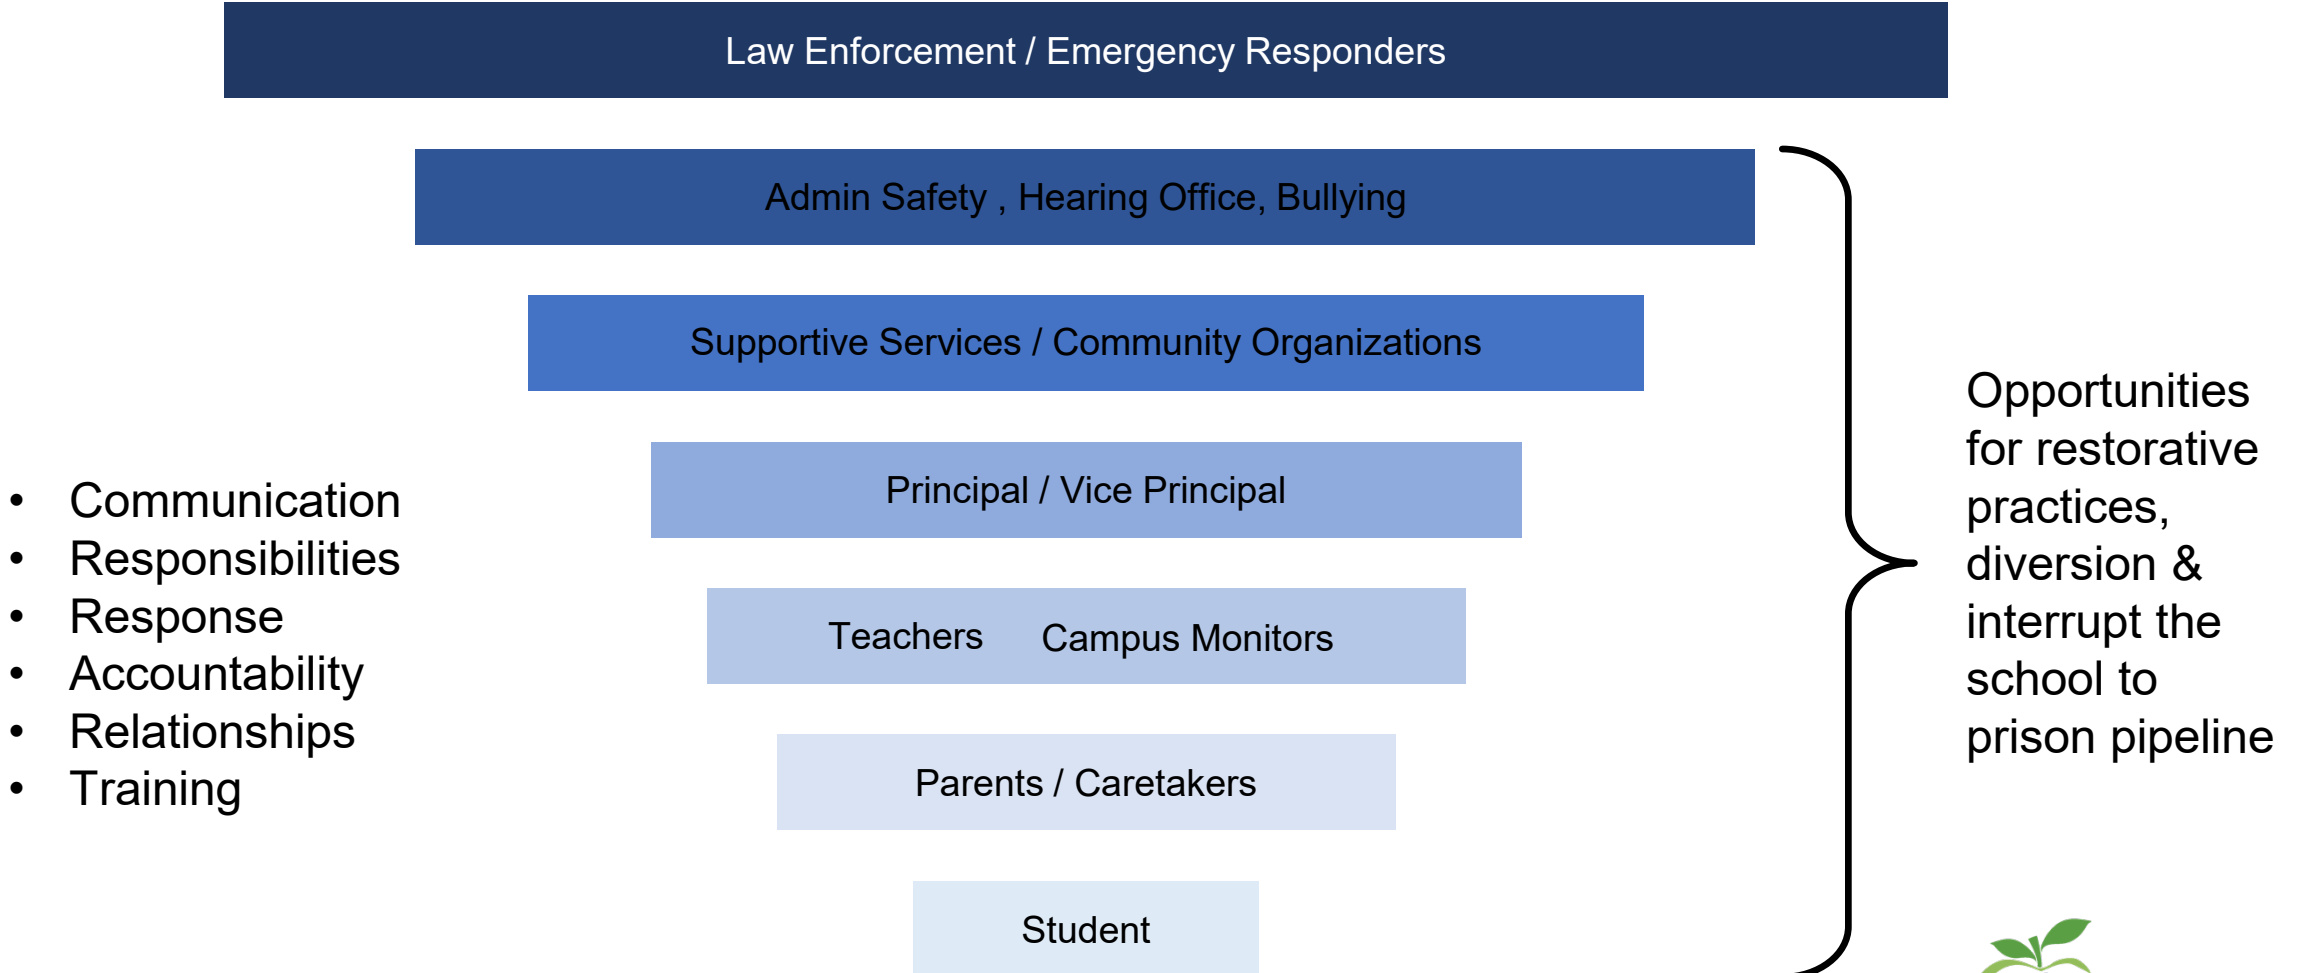 Law Enforcement / Emergency Responders
Admin Safety , Hearing Office, Bullying
Supportive Services / Community Organizations
Principal / Vice Principal
Teachers Campus Monitors
Parents / Caretakers
Student
• Communication
• Responsibilities
• Response
• Accountability
• Relationships
• Training
Opportunities
for restorative
practices,
diversion &
interrupt the
school to
prison pipeline